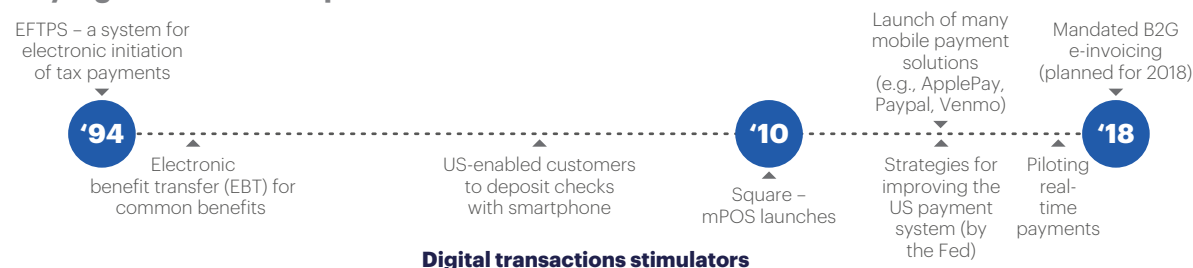 EFTPS – a system for
electronic initiation
of tax payments
Launch of many
mobile payment
solutions
(e.g., ApplePay,
Paypal, Venmo)
Mandated B2G
e-invoicing
(planned for 2018)
‘94
‘10
‘18
Electronic
benefit transfer (EBT) for
common benefits
US-enabled customers
to deposit checks
with smartphone
Square –
mPOS launches
Strategies for
improving the
US payment
system (by
the Fed)
Piloting
real-
time
payments
Digital transactions stimulators